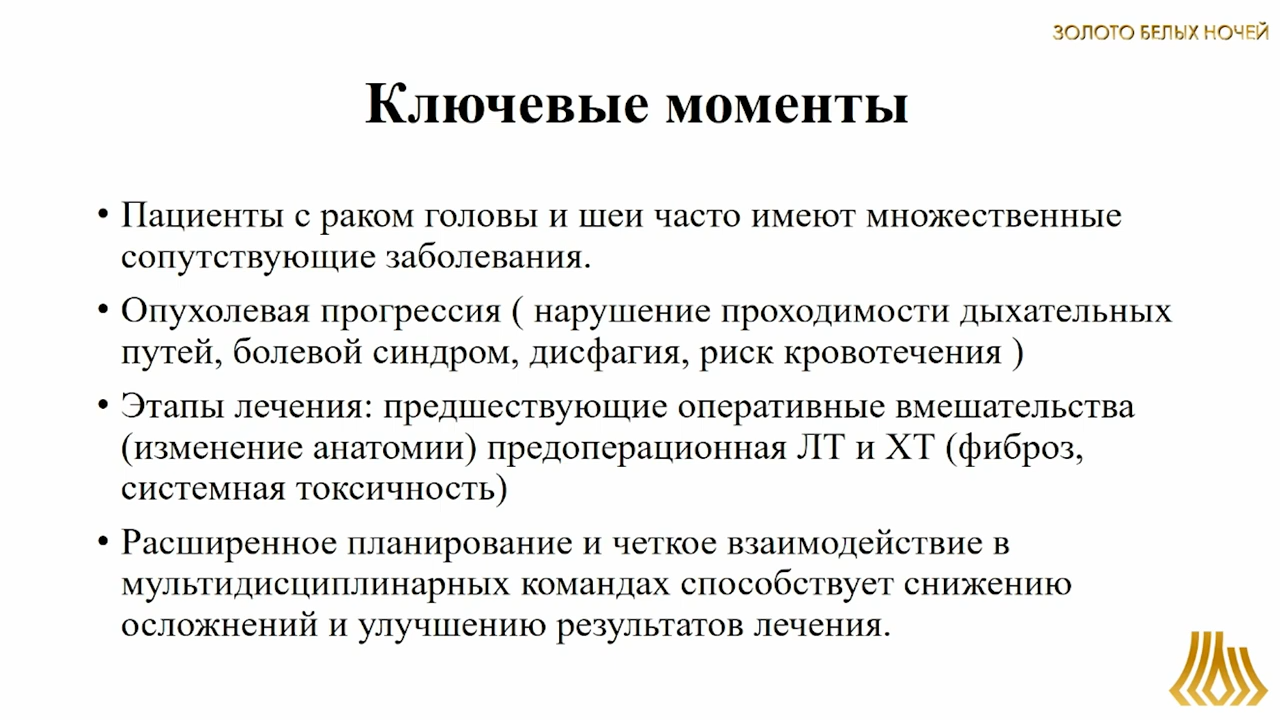 ЗОЛОТО БЕЛЫХ НОЧЕЙ
Ключевые моменты
• Пациенты с раком головы и шеи часто имеют множественные
сопутствующие заболевания.
• Опухолевая прогрессия ( нарушение проходимости дыхательных
путей, болевой синдром, дисфагия, риск кровотечения )
• Этапы лечения: предшествующие оперативные вмешательства
(изменение анатомии) предоперационная ЛТ и ХТ (фиброз,
системная токсичность)
• Расширенное планирование и четкое взаимодействие в
мультидисциплинарных командах способствует снижению
осложнений и улучшению результатов лечения.